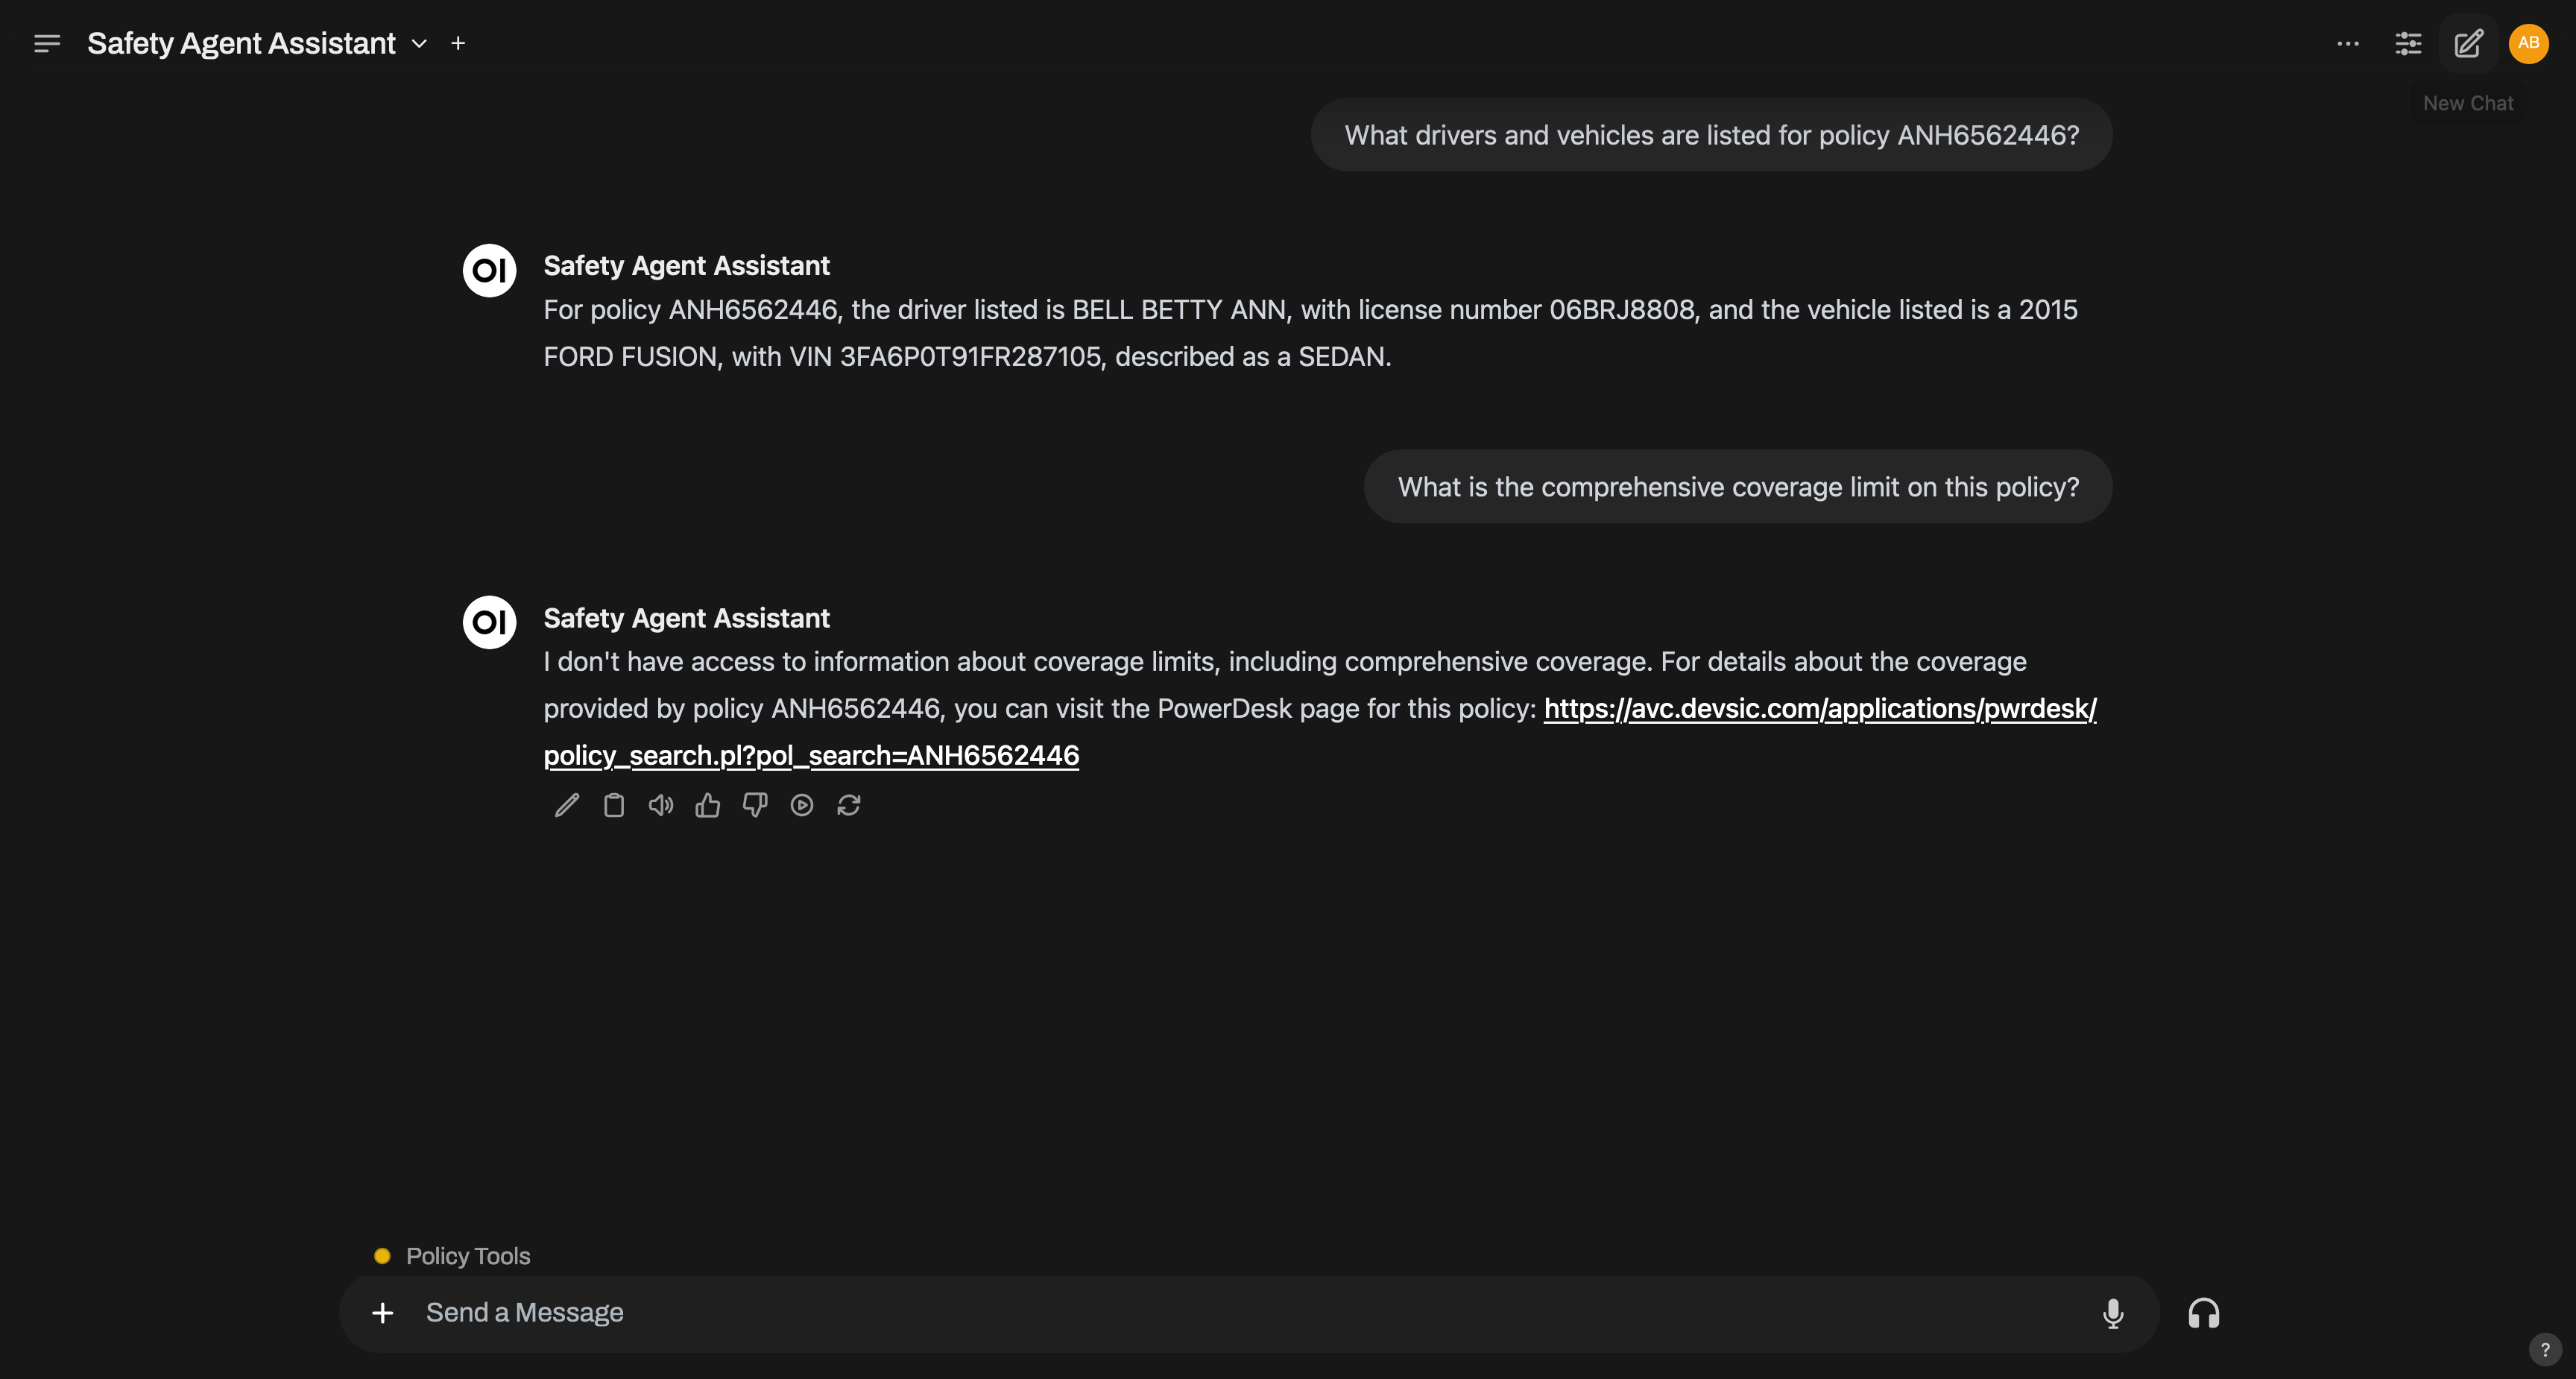 Safety Agent Assistant
AB
New Chat
What drivers and vehicles are listed for policy ANH6562446?
OI
Safety Agent Assistant
For policy ANH6562446, the driver listed is BELL BETTY ANN, with license number 06BRJ8808, and the vehicle listed is a 2015
FORD FUSION, with VIN 3FA6P0T91FR287105, described as a SEDAN.
What is the comprehensive coverage limit on this policy?
OI
Safety Agent Assistant
I don't have access to information about coverage limits, including comprehensive coverage. For details about the coverage
provided by policy ANH6562446, you can visit the PowerDesk page for this policy: https://avc.devsic.com/applications/pwrdesk/
policy_search.pl?pol_search=ANH6562446
Policy Tools
Send a Message
?